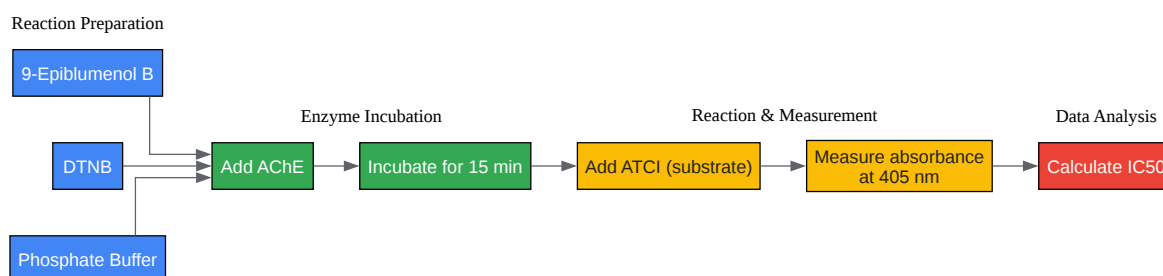 Reaction Preparation
9-Epiblumenol B
DTNB
Phosphate Buffer
Enzyme Incubation
Add AChE
Incubate for 15 min
Reaction & Measurement
Add ATCI (substrate)
Measure absorbance
at 405 nm
Data Analysis
Calculate IC50